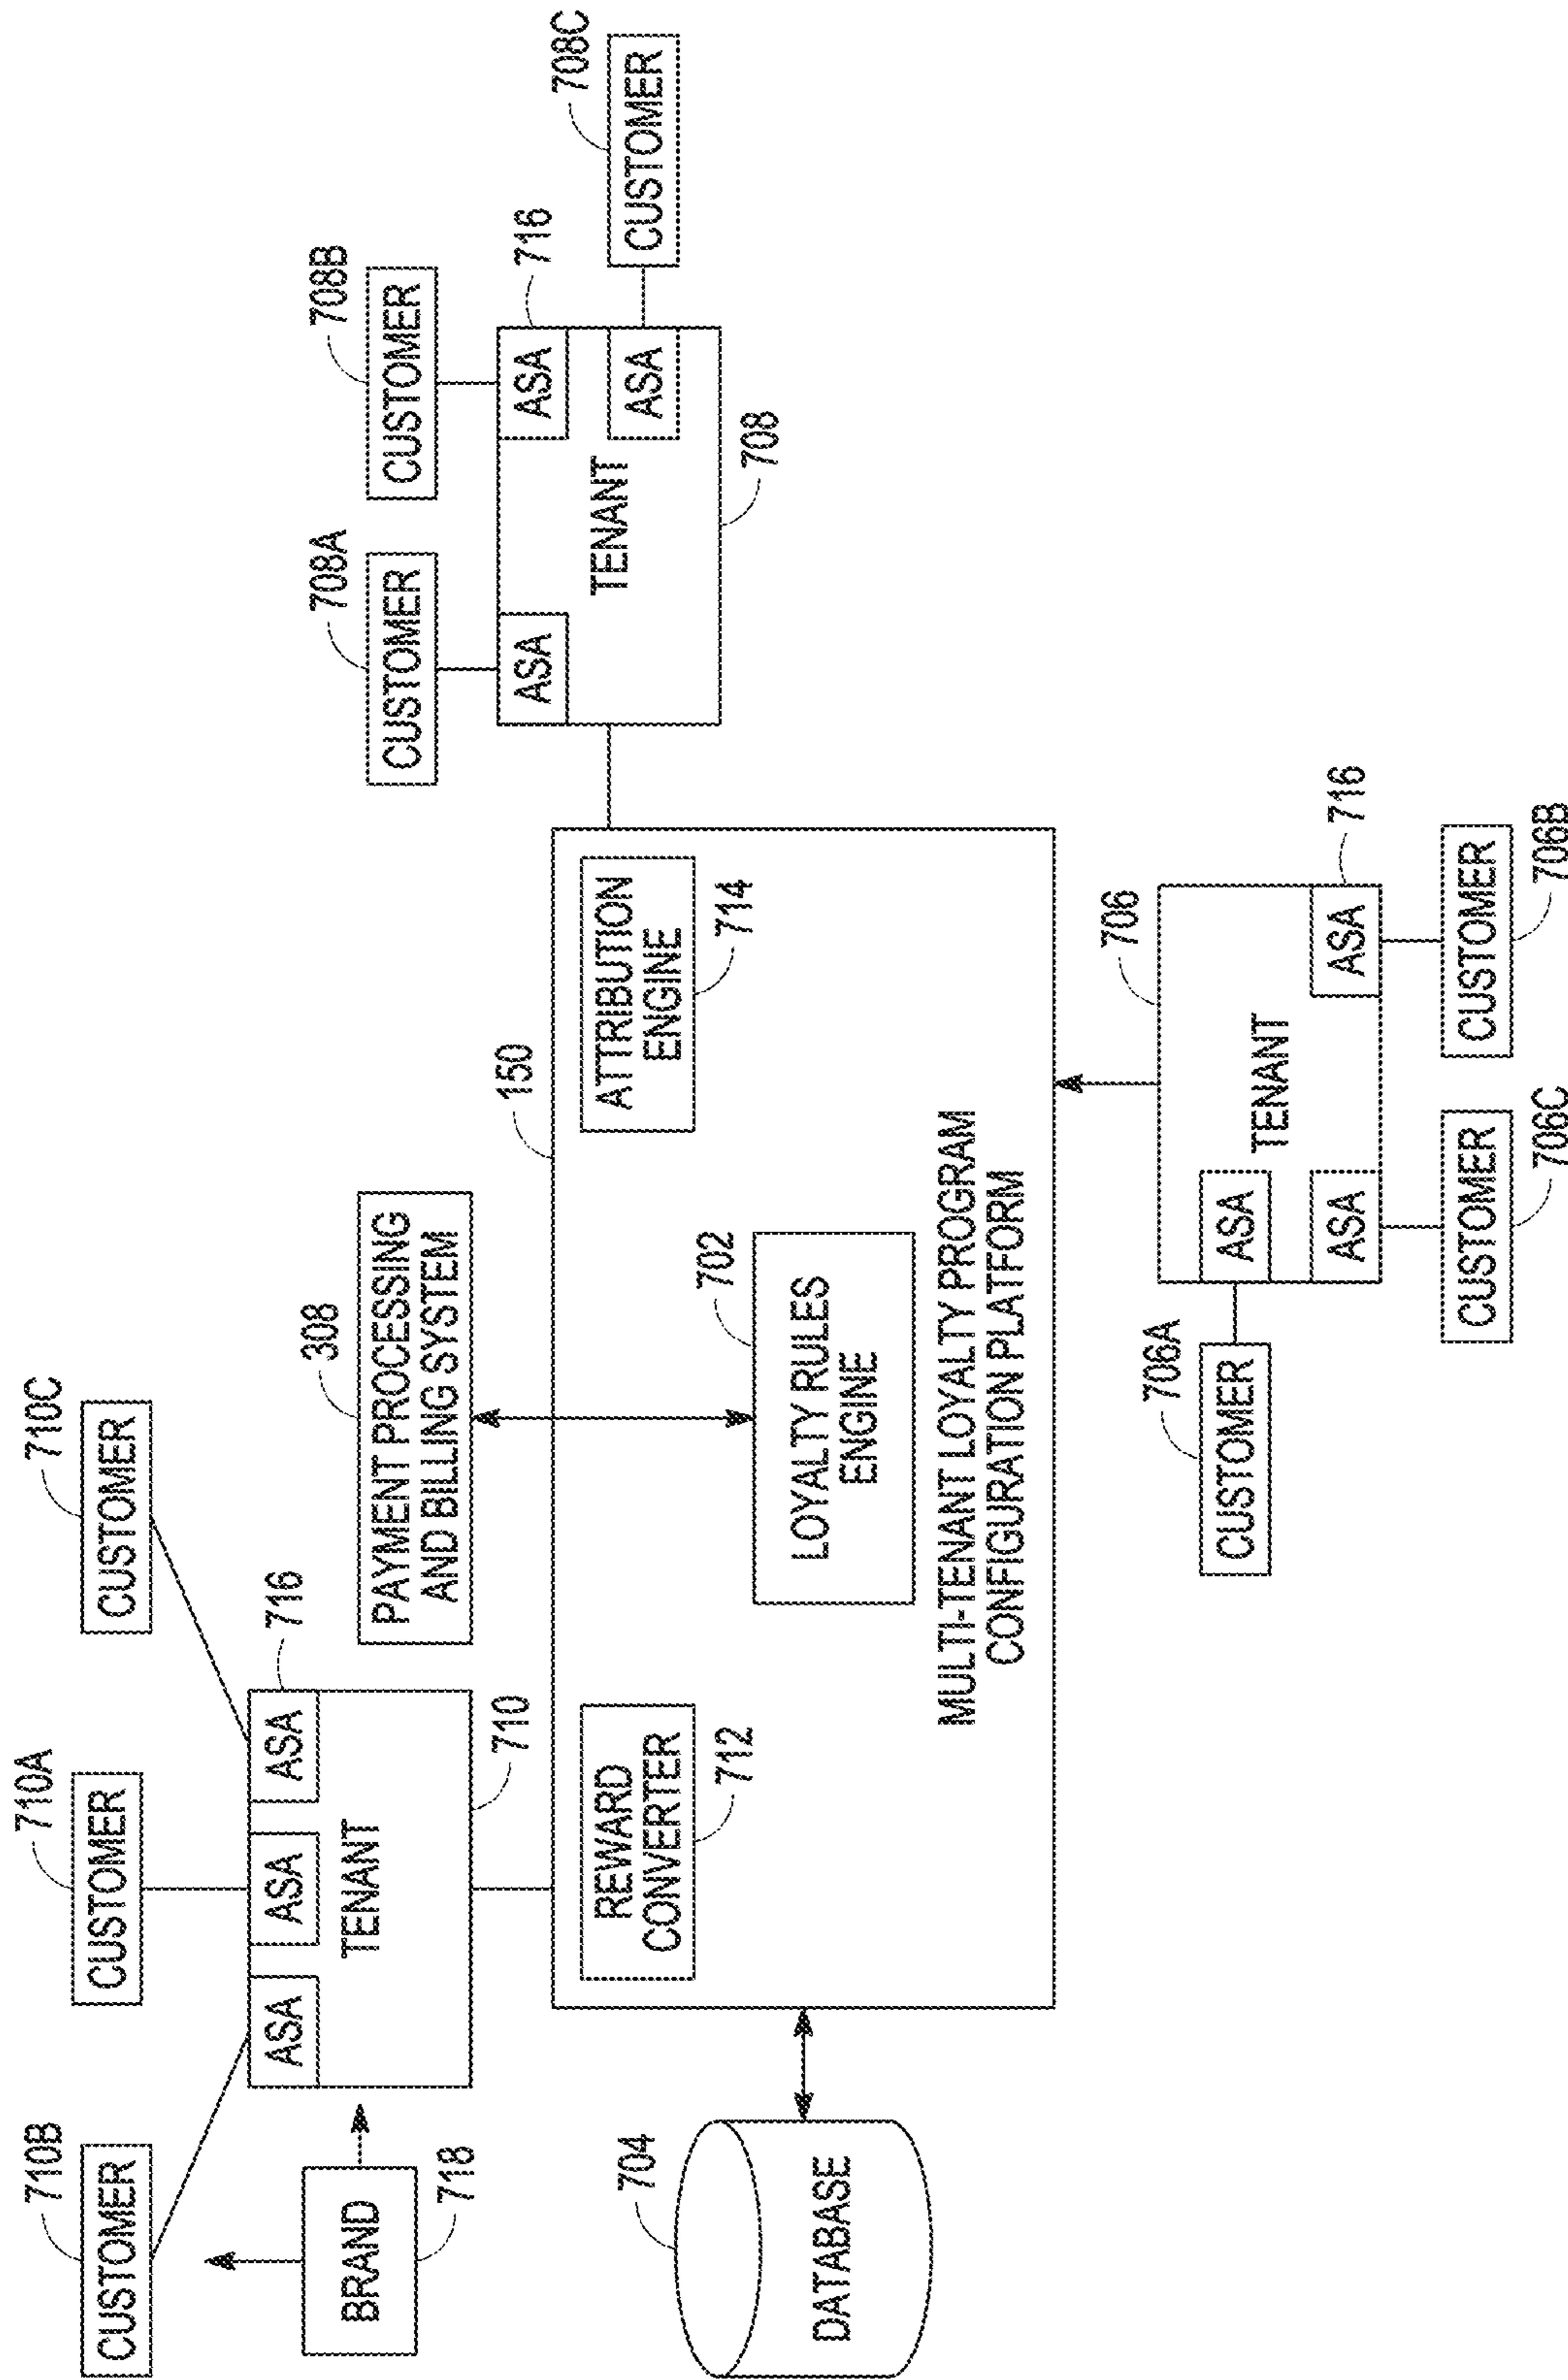 710B
CUSTOMER
710A
CUSTOMER
710C
CUSTOMER
716
ASA
ASA
ASA
TENANT
710
BRAND
718
308
PAYMENT PROCESSING
AND BILLING SYSTEM
708A
CUSTOMER
708B
CUSTOMER
716
ASA
ASA
ASA
TENANT
708
708C
CUSTOMER
150
REWARD
CONVERTER
712
ATTRIBUTION
ENGINE
714
702
LOYALTY RULES
ENGINE
MULTI-TENANT LOYALTY PROGRAM
CONFIGURATION PLATFORM
704
DATABASE
706
706A
CUSTOMER
ASA
TENANT
ASA
ASA
716
CUSTOMER
706C
CUSTOMER
706B